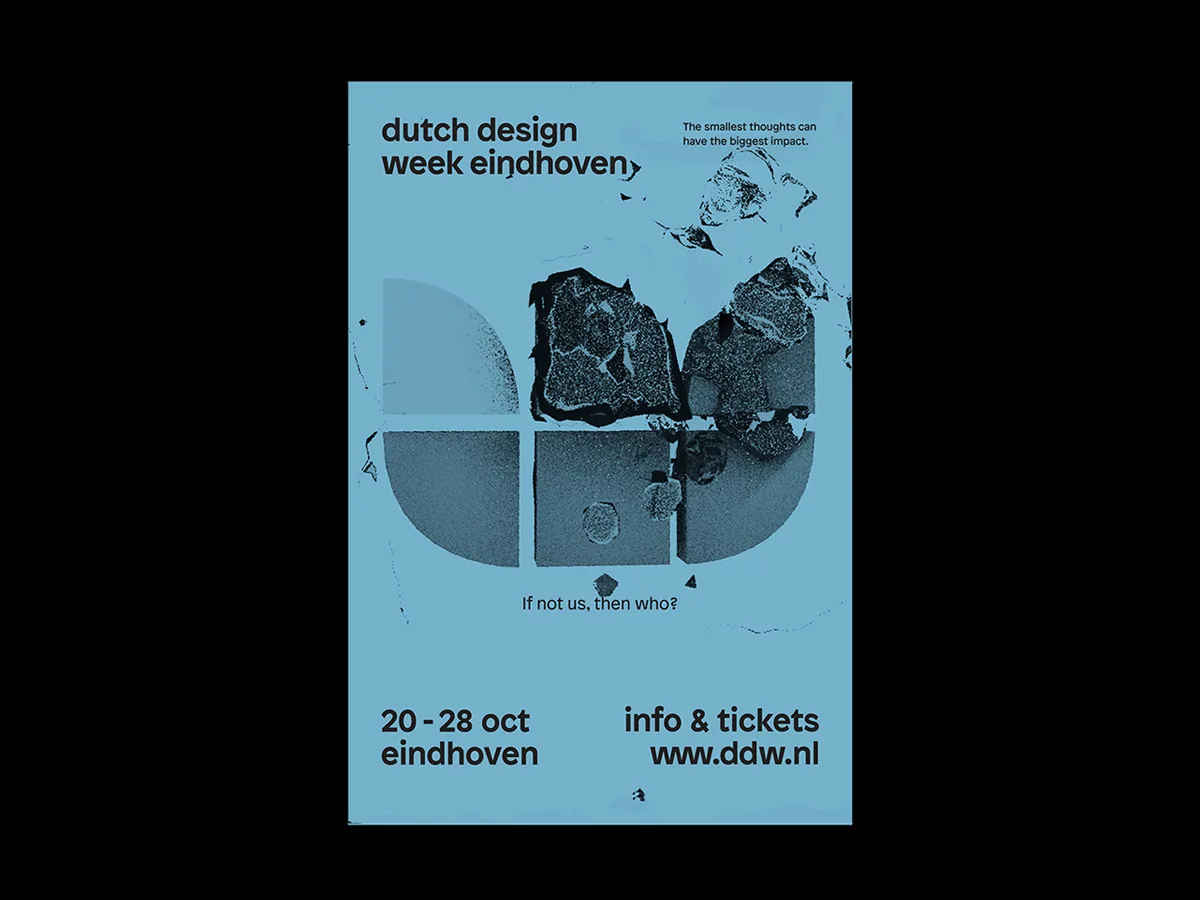 dutch design
week eindhoven
The smallest thoughts can
have the biggest impact.
If not us, then who?
20 - 28 oct
eindhoven
info & tickets
www.ddw.nl